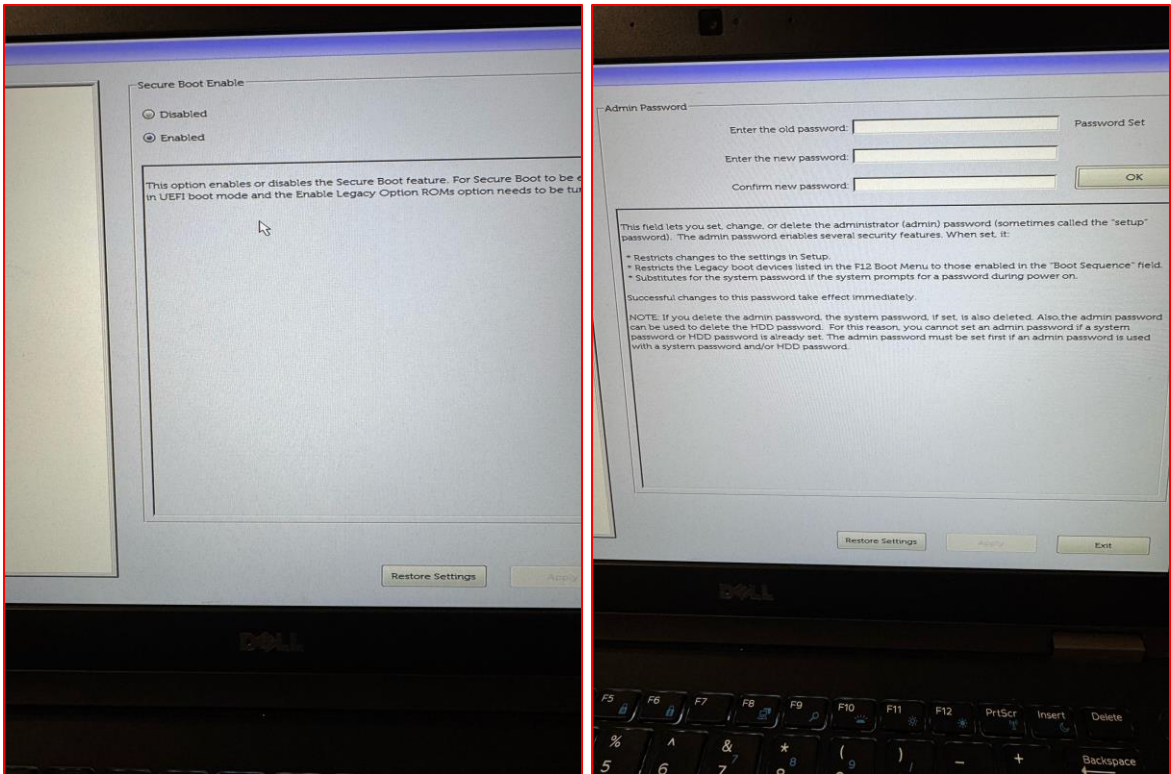 Secure Boot Enable
Disabled
Enabled
This option enables or disables the Secure Boot feature. For Secure Boot to be
in UEFI boot mode and the Enable Legacy Option ROMs option needs to be
Restore Settings
Apply
DELL
Admin Password
Enter the old password:
Password Set
Enter the new password:
Confirm new password:
OK
This field lets you set, change, or delete the administrator (admin) password (sometimes called the "setup"
password). The admin password enables several security features. When set, it:
* Restricts changes to the settings in Setup.
* Restricts the Legacy boot devices listed in the F12 Boot Menu to those enabled in the "Boot Sequence" field.
* Substitutes for the system password if the system prompts for a password during power on.
Successful changes to this password take effect immediately.
NOTE: If you delete the admin password, the system password, if set, is also deleted. Also,the admin password
can be used to delete the HDD password. For this reason, you cannot set an admin password if a system
password or HDD password is already set. The admin password must be set first if an admin password is used
with a system password and/or HDD password.
Restore Settings
Apply
Exit
DELL
F5 F6 F7 F8 F9 F10 F11 F12 PrtScr Insert Delete
% ^ & * ( ) _ + Backspace
5 6 7 7 8 9